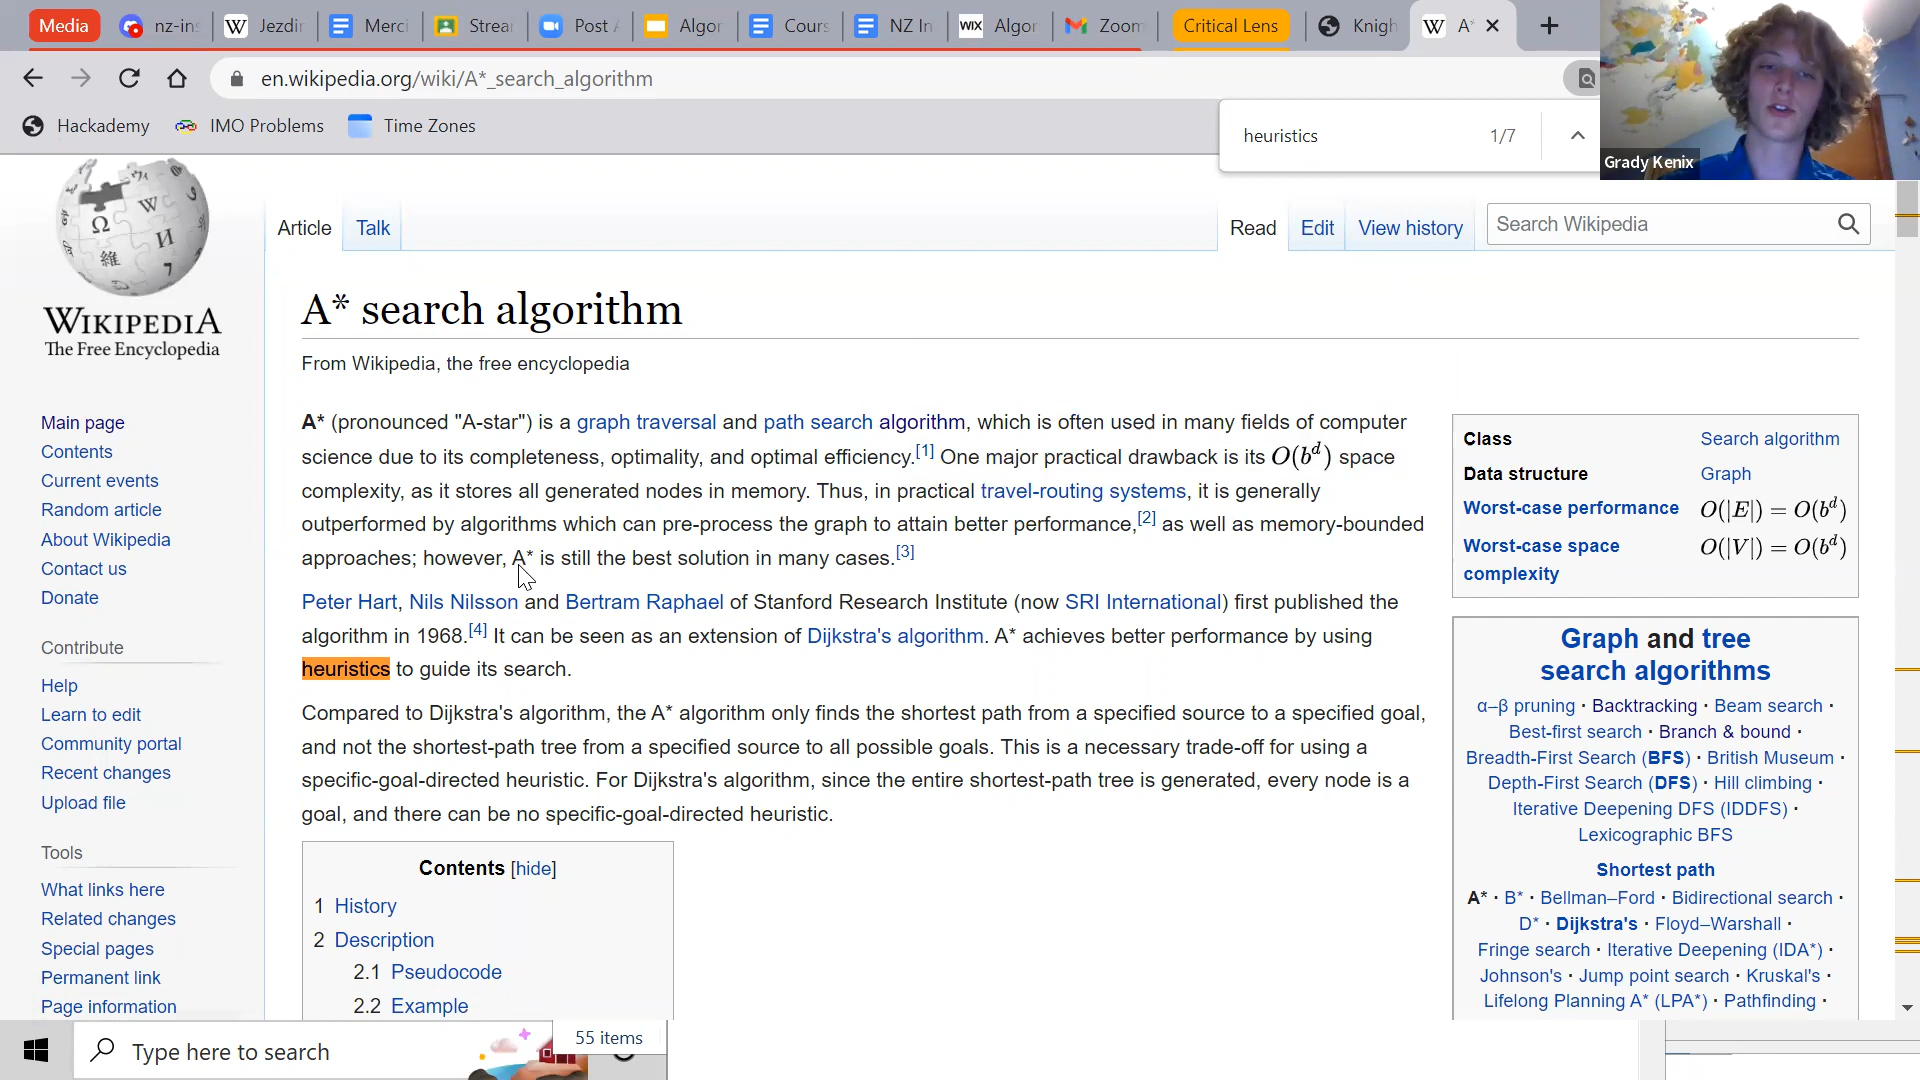 Media
nz-ins
Jezdin
Merci
Strear
Post A
Algor
Cours
NZ In
WIX Algor
Zoom
Critical Lens
Knigh
A*
en.wikipedia.org/wiki/A*_search_algorithm
Hackademy
IMO Problems
Time Zones
heuristics 1/7
Grady Kenix
WIKIPEDIA
The Free Encyclopedia
Main page
Contents
Current events
Random article
About Wikipedia
Contact us
Donate
Contribute
Help
Learn to edit
Community portal
Recent changes
Upload file
Tools
What links here
Related changes
Special pages
Permanent link
Page information
Article Talk
Read Edit View history
Search Wikipedia
A* search algorithm
From Wikipedia, the free encyclopedia
A* (pronounced "A-star") is a graph traversal and path search algorithm, which is often used in many fields of computer
science due to its completeness, optimality, and optimal efficiency.[1] One major practical drawback is its O(b^d) space
complexity, as it stores all generated nodes in memory. Thus, in practical travel-routing systems, it is generally
outperformed by algorithms which can pre-process the graph to attain better performance,[2] as well as memory-bounded
approaches; however, A* is still the best solution in many cases.[3]
Peter Hart, Nils Nilsson and Bertram Raphael of Stanford Research Institute (now SRI International) first published the
algorithm in 1968.[4] It can be seen as an extension of Dijkstra's algorithm. A* achieves better performance by using
heuristics to guide its search.
Compared to Dijkstra's algorithm, the A* algorithm only finds the shortest path from a specified source to a specified goal,
and not the shortest-path tree from a specified source to all possible goals. This is a necessary trade-off for using a
specific-goal-directed heuristic. For Dijkstra's algorithm, since the entire shortest-path tree is generated, every node is a
goal, and there can be no specific-goal-directed heuristic.
Contents [hide]
1 History
2 Description
2.1 Pseudocode
2.2 Example
Class Search algorithm
Data structure Graph
Worst-case performance O(|E|) = O(b^d)
Worst-case space O(|V|) = O(b^d)
complexity
Graph and tree
search algorithms
α–β pruning · Backtracking · Beam search ·
Best-first search · Branch & bound ·
Breadth-First Search (BFS) · British Museum ·
Depth-First Search (DFS) · Hill climbing ·
Iterative Deepening DFS (IDDFS) ·
Lexicographic BFS
Shortest path
A* · B* · Bellman–Ford · Bidirectional search ·
D* · Dijkstra's · Floyd–Warshall ·
Fringe search · Iterative Deepening (IDA*) ·
Johnson's · Jump point search · Kruskal's ·
Lifelong Planning A* (LPA*) · Pathfinding ·
Type here to search
55 items